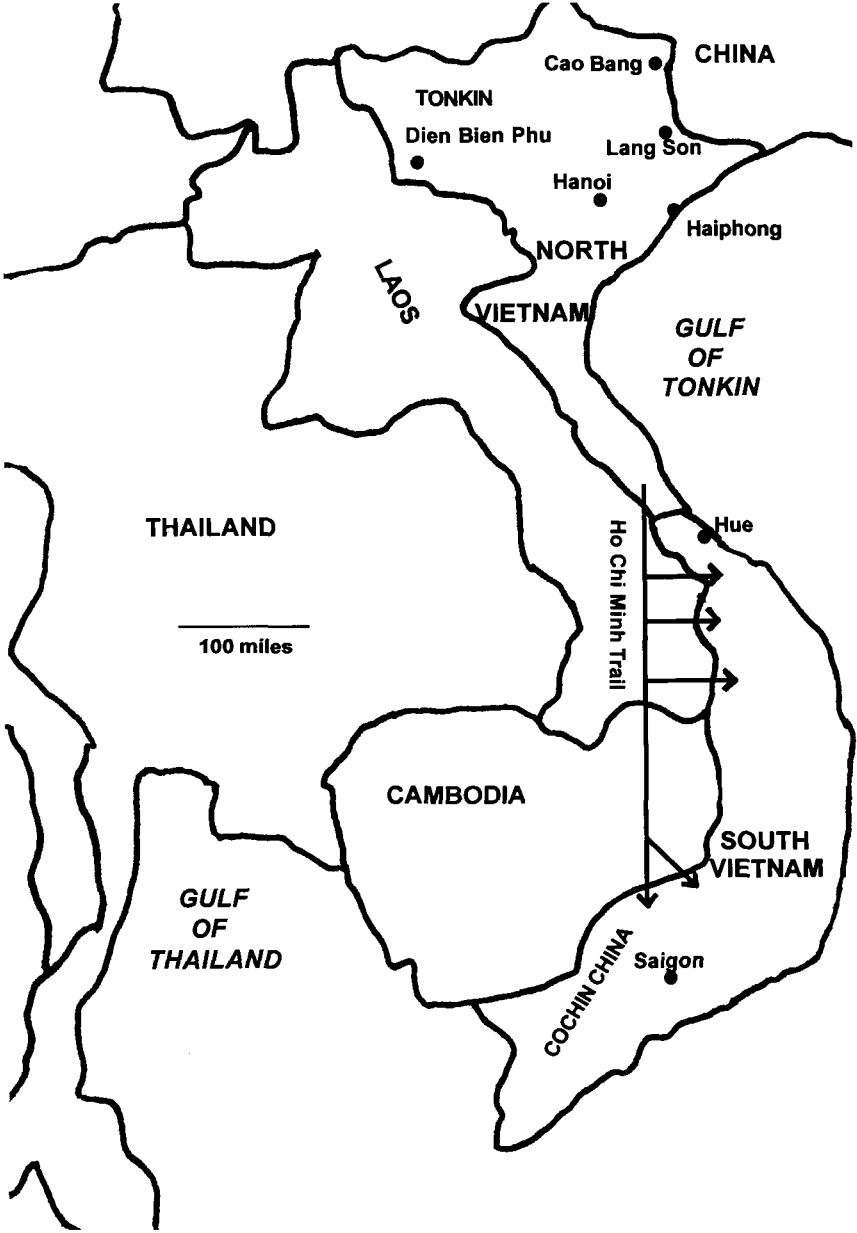 Cao Bang
CHINA
TONKIN
Dien Bien Phu
Lang Son
Hanoi
Haiphong
NORTH
VIETNAM
LAOS
GULF
OF
TONKIN
THAILAND
Hue
Ho Chi Minh Trail
100 miles
CAMBODIA
SOUTH
VIETNAM
GULF
OF
THAILAND
COCHIN CHINA
Saigon